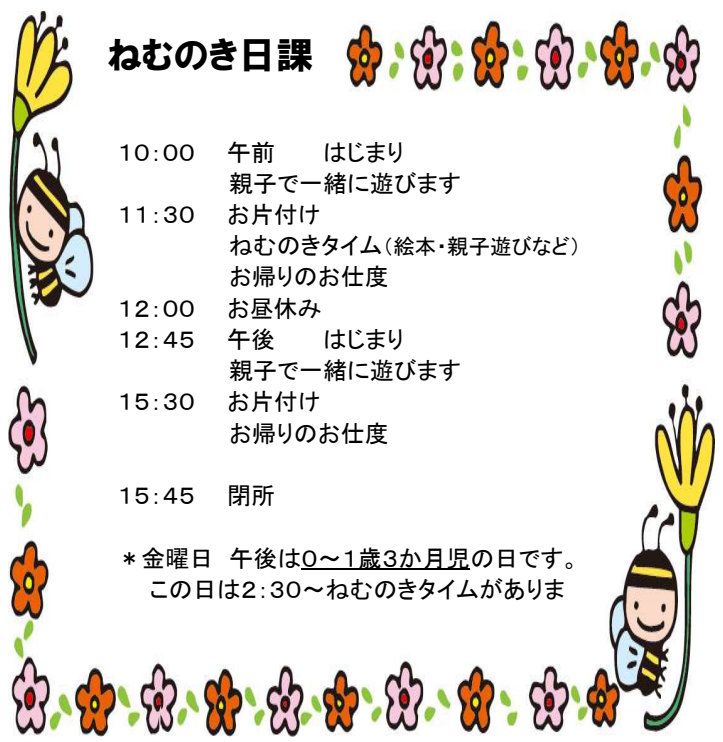 ねむのき日課
10:00 午前 はじまり
親子で一緒に遊びます
11:30 お片付け
ねむのきタイム(絵本・親子遊びなど)
お帰りのお仕度
12:00 お昼休み
12:45 午後 はじまり
親子で一緒に遊びます
15:30 お片付け
お帰りのお仕度
15:45 閉所
*金曜日 午後は0~1歳3か月児の日です。
この日は2:30~ねむのきタイムがありま